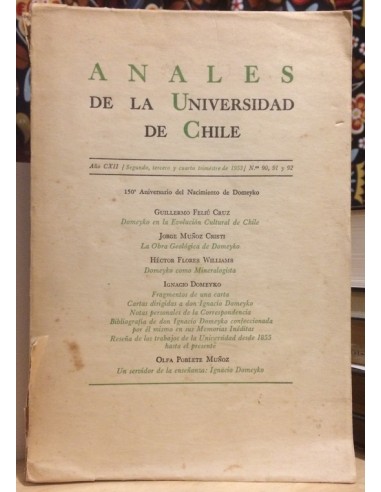 ANALES
DE LA UNIVERSIDAD
DE CHILE
Año CXII / Segundo, tercero y cuarto trimestre de 1953 / N.os 90, 91 y 92
150º Aniversario del Nacimiento de Domeyko
GUILLERMO FELIÚ CRUZ
Domeyko en la Evolución Cultural de Chile
JORGE MUÑOZ CRISTI
La Obra Geológica de Domeyko
HÉCTOR FLORES WILLIAMS
Domeyko como Mineralogista
IGNACIO DOMEYKO
Fragmentos de una carta
Cartas dirigidas a don Ignacio Domeyko
Notas personales de la Correspondencia
Bibliografía de don Ignacio Domeyko confeccionada
por él mismo en sus Memorias Inéditas
Reseña de los trabajos de la Universidad desde 1855
hasta el presente
OLGA POBLETE MUÑOZ
Un servidor de la enseñanza: Ignacio Domeyko